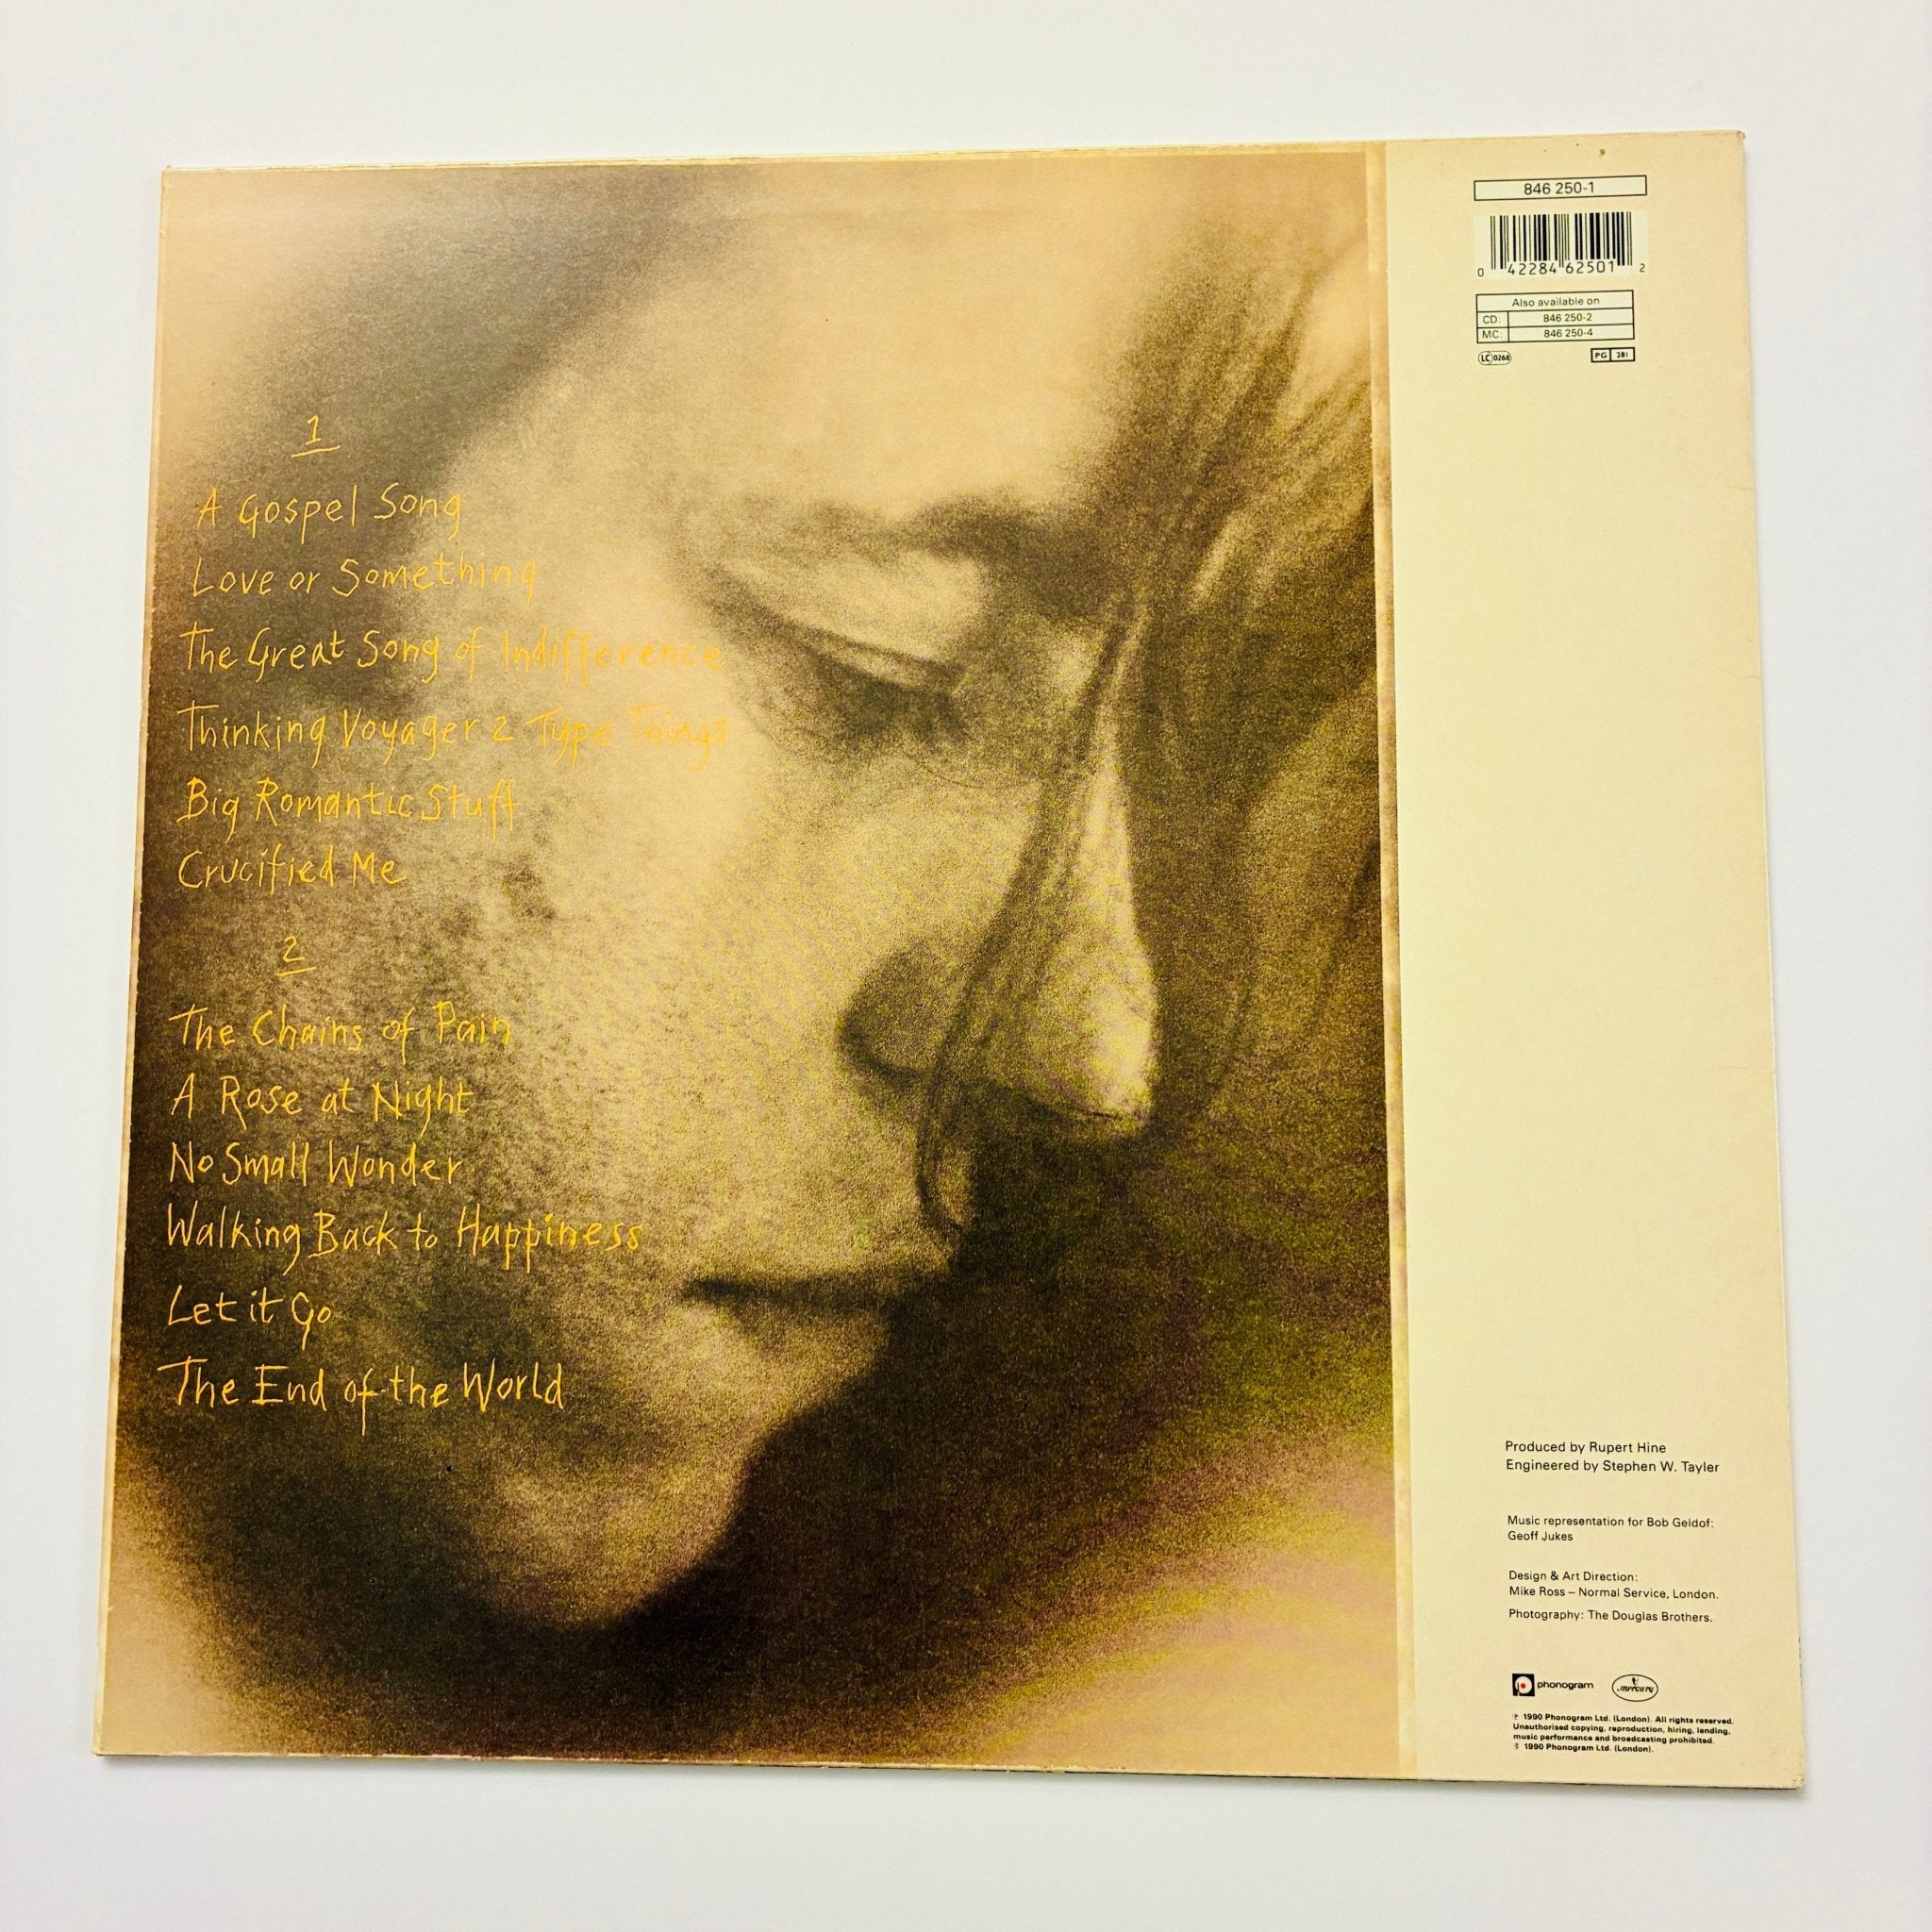 1
A Gospel Song
Love or Something
The Great Song of Indifference
Thinking Voyager 2 Type Things
Big Romantic Stuff
Crucified Me
2
The Chains of Pain
A Rose at Night
No Small Wonder
Walking Back to Happiness
Let it Go
The End of the World
846 250-1
0 42284 62501 2
Also available on
CD: 846 250-2
MC: 846 250-4
LC 0268 PG 281
Produced by Rupert Hine
Engineered by Stephen W. Tayler
Music representation for Bob Geldof:
Geoff Jukes
Design & Art Direction:
Mike Ross – Normal Service, London.
Photography: The Douglas Brothers.
phonogram mercury
℗ 1990 Phonogram Ltd. (London). All rights reserved.
Unauthorised copying, reproduction, hiring, lending,
music performance and broadcasting prohibited.
1990 Phonogram Ltd. (London).